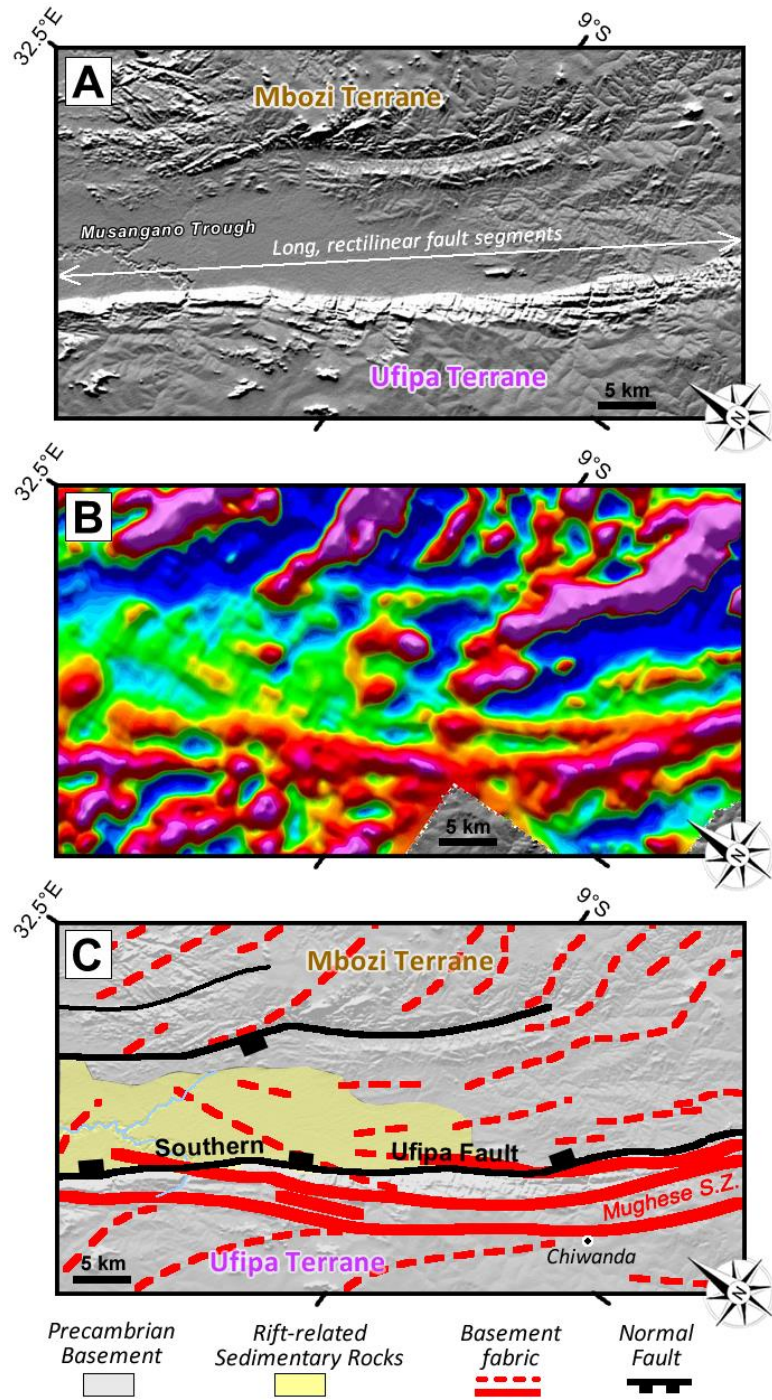 32.5°E
9°S
A
Mbozi Terrane
Musangano Trough
Long, rectilinear fault segments
Ufipa Terrane
5 km
N
32.5°E
9°S
B
5 km
N
32.5°E
9°S
C
Mbozi Terrane
Southern
Ufipa Fault
Mughese S.Z.
Chiwanda
Ufipa Terrane
5 km
N
Precambrian
Basement
Rift-related
Sedimentary Rocks
Basement
fabric
Normal
Fault